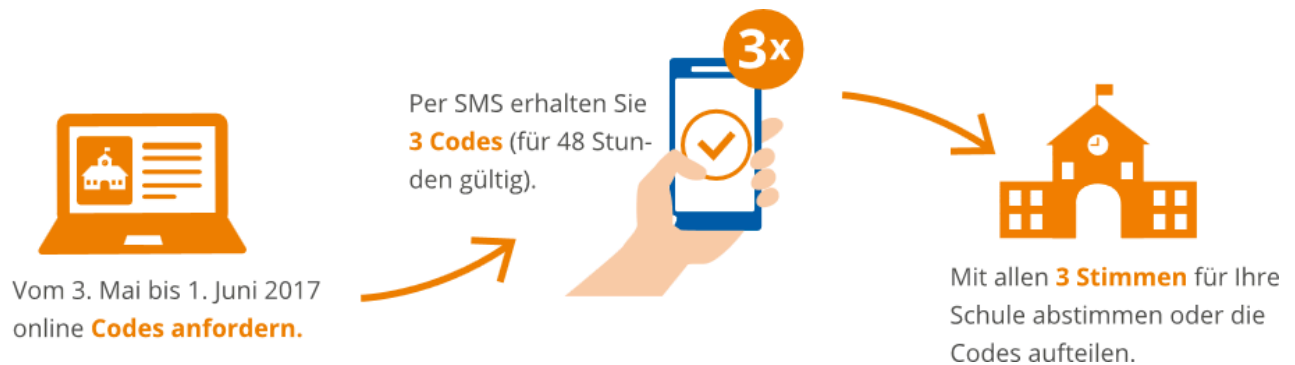 Vom 3. Mai bis 1. Juni 2017
online Codes anfordern.
Per SMS erhalten Sie
3 Codes (für 48 Stun-
den gültig).
3x
Mit allen 3 Stimmen für Ihre
Schule abstimmen oder die
Codes aufteilen.